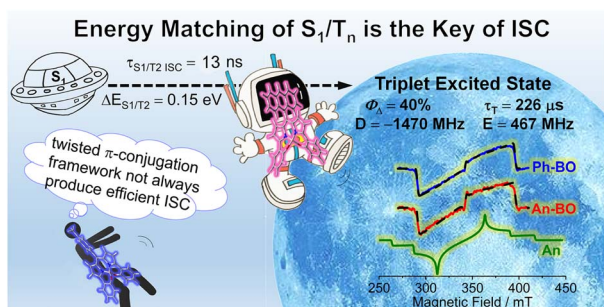 Energy Matching of S₁/Tₙ is the Key of ISC
S₁
τS1/T2 ISC = 13 ns
ΔES1/T2 = 0.15 eV
Triplet Excited State
ΦΔ = 40% τT = 226 μs
D = −1470 MHz E = 467 MHz
twisted π-conjugation
framework not always
produce efficient ISC
Ph-BO
An-BO
An
250 350 450
Magnetic Field / mT